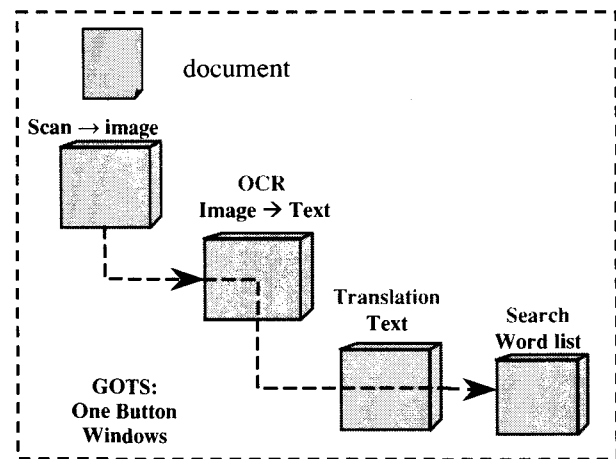 document
Scan → image
OCR
Image → Text
Translation
Text
Search
Word list
GOTS:
One Button
Windows